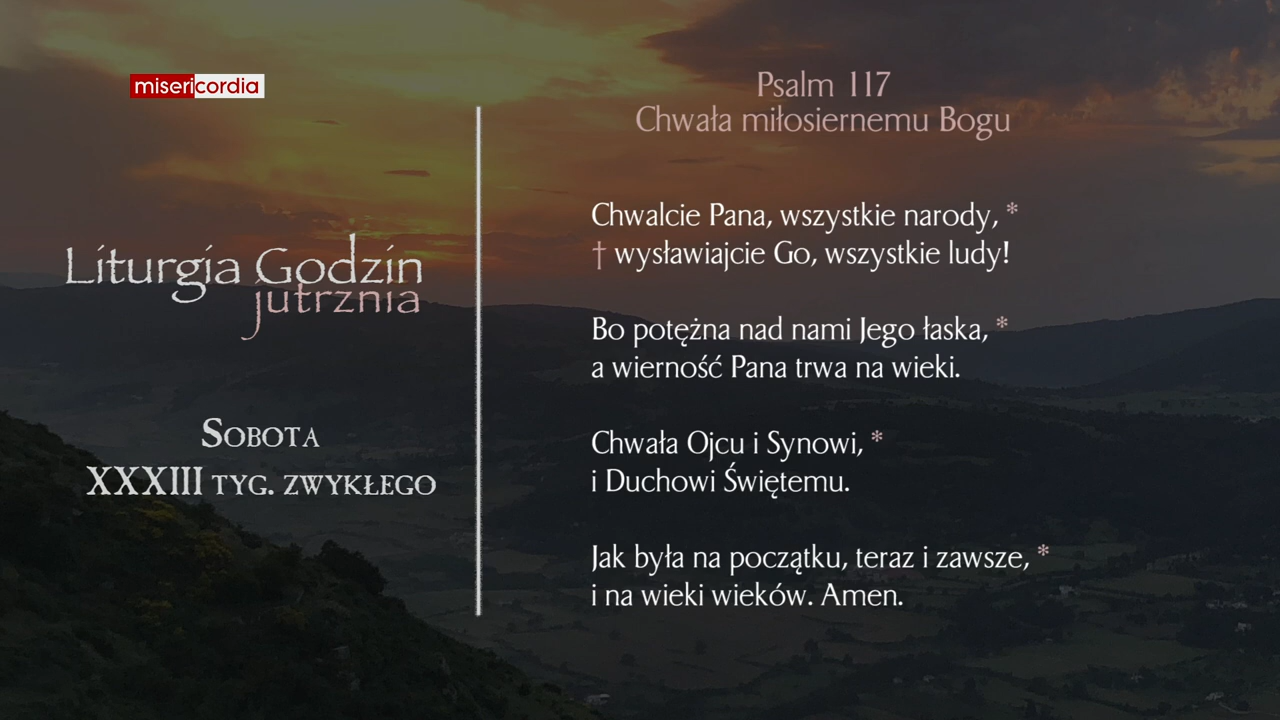 misericordia
Liturgia Godzin
jutrznia
Sobota
XXXIII tyg. zwykłego
Psalm 117
Chwała miłosiernemu Bogu
Chwalcie Pana, wszystkie narody, *
† wysławiajcie Go, wszystkie ludy!
Bo potężna nad nami Jego łaska, *
a wierność Pana trwa na wieki.
Chwała Ojcu i Synowi, *
i Duchowi Świętemu.
Jak była na początku, teraz i zawsze, *
i na wieki wieków. Amen.